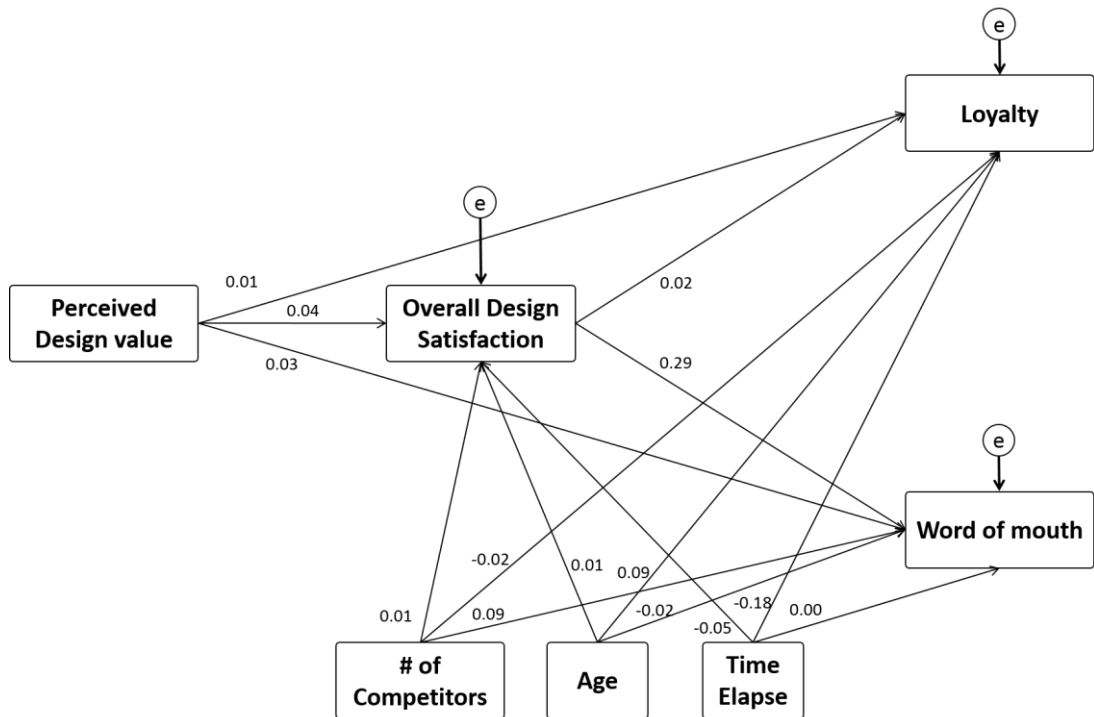 e
Loyalty
e
0.01
0.02
Perceived
Design value
0.04
Overall Design
Satisfaction
0.03
0.29
e
Word of mouth
-0.02
0.01
0.09
0.01
0.09
-0.02
-0.18
0.00
-0.05
# of
Competitors
Age
Time
Elapse